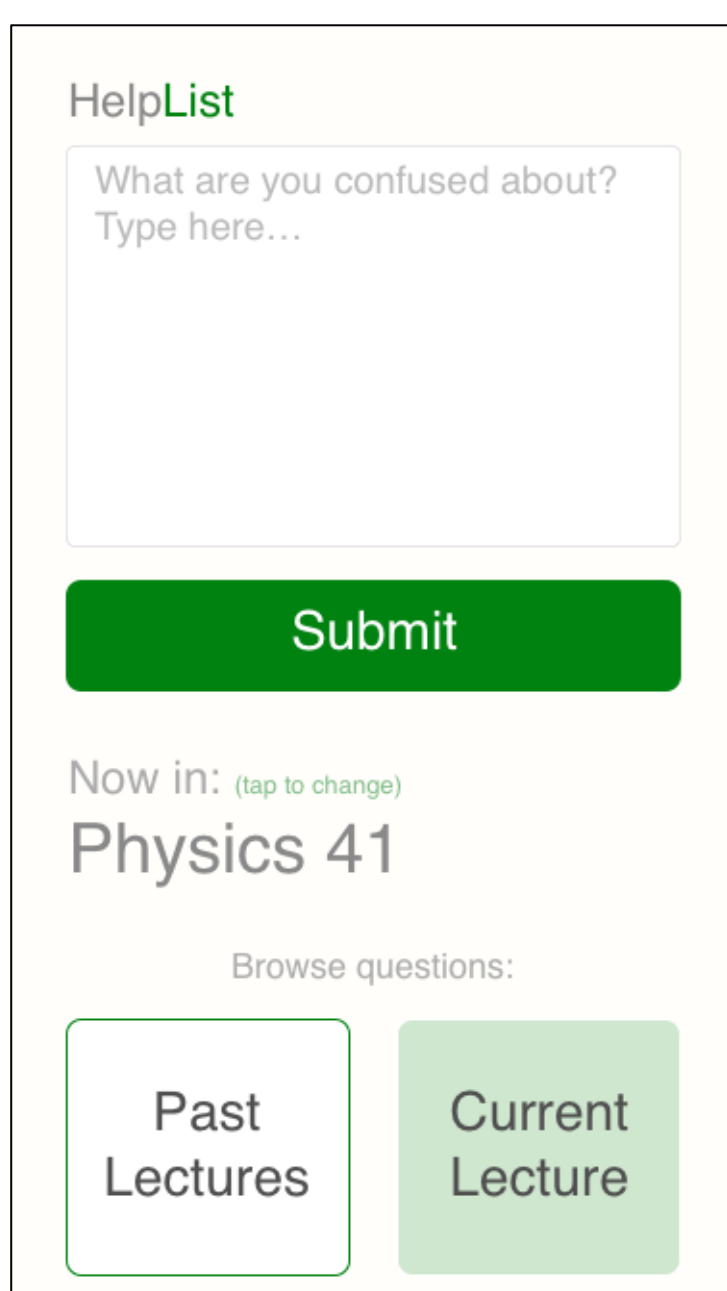 HelpList
What are you confused about?
Type here...
Submit
Now in: (tap to change)
Physics 41
Browse questions:
Past
Lectures
Current
Lecture